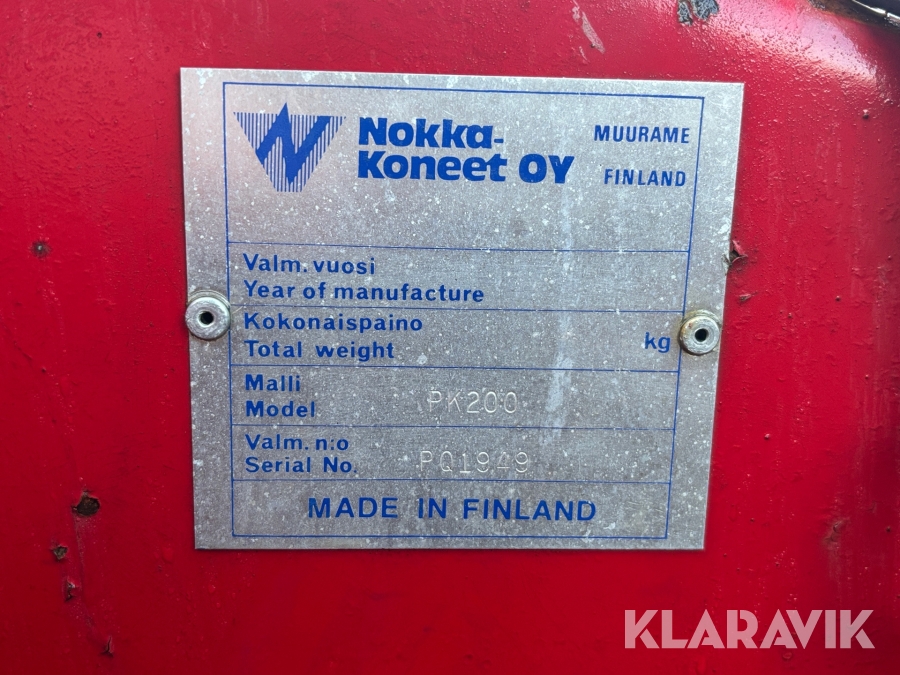 Nokka-
Koneet OY
MUURAME
FINLAND
Valm. vuosi
Year of manufacture
Kokonaispaino
Total weight
kg
Malli
Model PK200
Valm. n:o
Serial No. PQ1949
MADE IN FINLAND
KLARAVIK